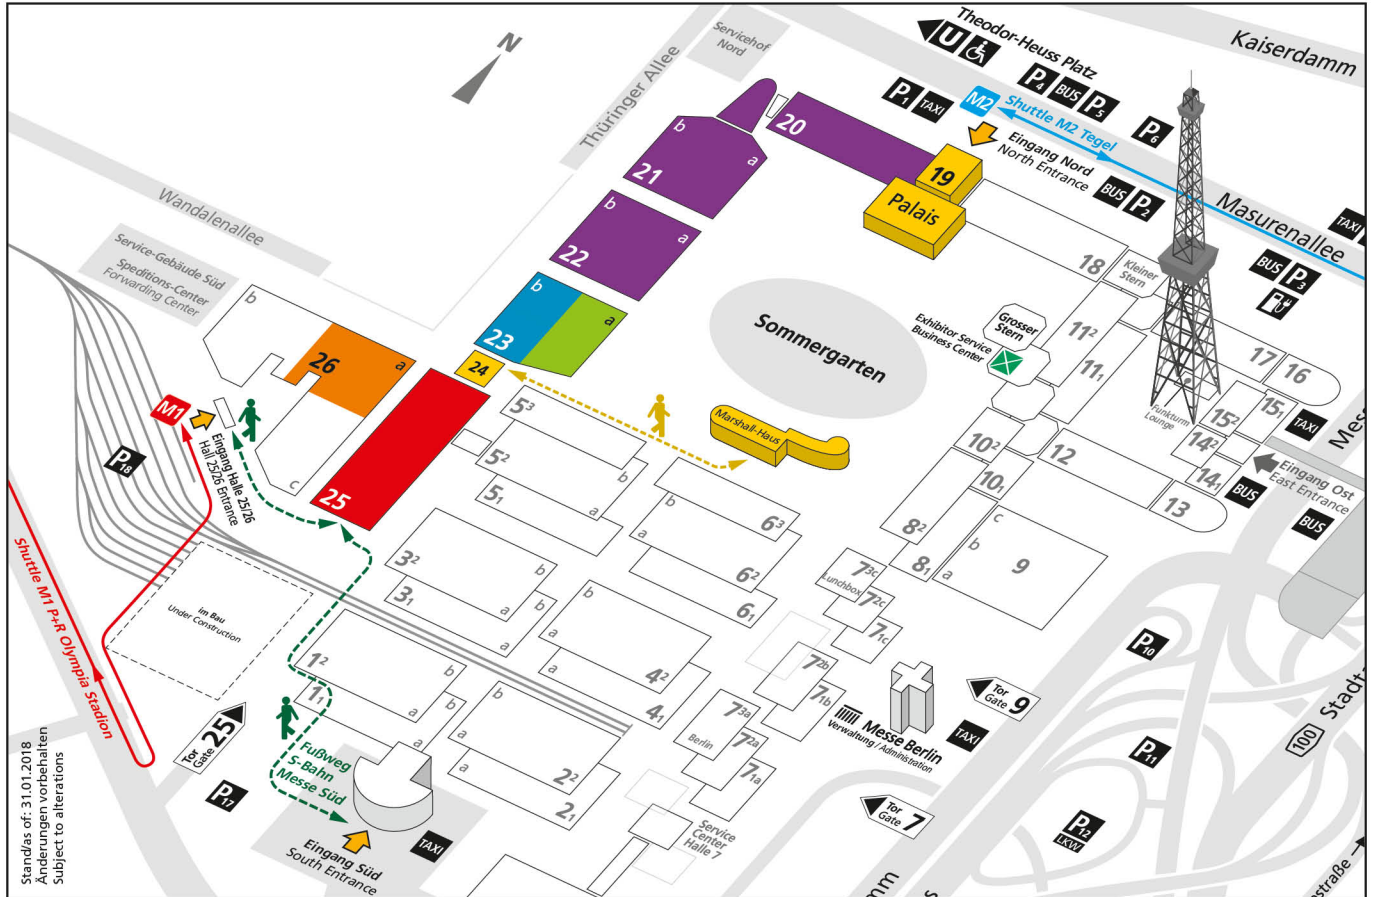 N
Servicehof
Nord
Thüringer Allee
Theodor-Heuss Platz
U
Kaiserdamm
P1
TAXI
M2
P4
BUS
P5
P6
Shuttle M2 Tegel
Eingang Nord
North Entrance
BUS
P2
Masurenallee
TAXI
BUS
P3
b
a
21
20
19
Palais
b
a
22
b
a
23
24
18
Kleiner
Stern
Wandalenallee
Service-Gebäude Süd
Speditions-Center
Forwarding Center
b
a
26
c
25
Sommergarten
Exhibitor Service
Business Center
Grosser
Stern
11²
11₁
17
16
15²
15₁
TAXI
Funkturm
Lounge
14²
14₁
Eingang Ost
East Entrance
BUS
BUS
M1
Eingang Halle 25/26
Hall 25/26 Entrance
P18
Marshall-Haus
5³
5²
b
5₁
a
10²
10₁
12
13
b
6³
a
6²
6₁
8²
8₁
c
b
a
9
3²
b
3₁
a
b
a
7³c
Lunchbox
7²c
7₁c
Shuttle M1 P+R Olympia Stadion
im Bau
Under Construction
b
a
4²
a
4₁
1²
b
1₁
a
b
a
7²b
7₁b
7³a
Berlin
7²a
7₁a
b
a
2²
2₁
Messe Berlin
Verwaltung / Administration
TAXI
Tor
Gate 9
P10
P11
P12
LKW
100
Tor
Gate 7
Tor
Gate 25
P17
Fußweg
S-Bahn
Messe Süd
Eingang Süd
South Entrance
TAXI
Service
Center
Halle 7
Stand/as of: 31.01.2018
Änderungen vorbehalten
Subject to alterations